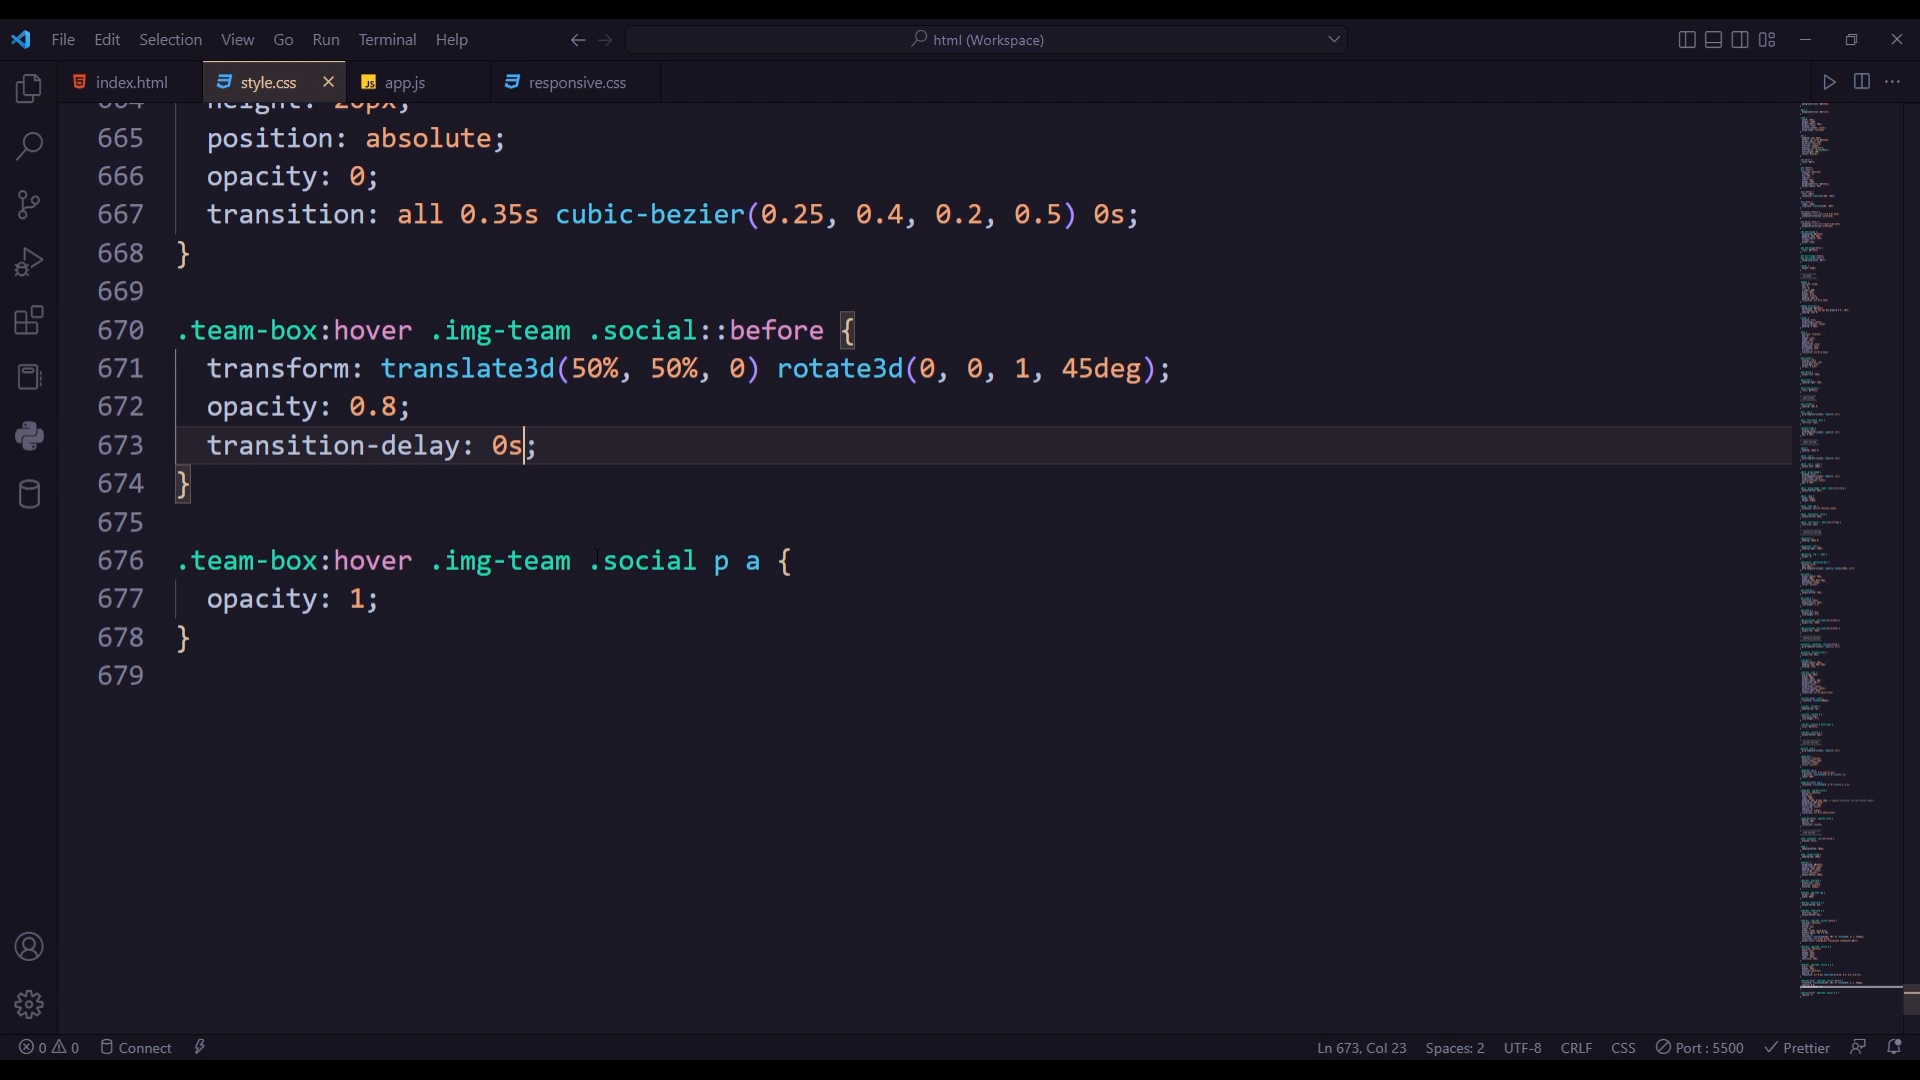 File Edit Selection View Go Run Terminal Help
html (Workspace)
index.html
style.css
JS app.js
responsive.css
664 height: 20px;
665 position: absolute;
666 opacity: 0;
667 transition: all 0.35s cubic-bezier(0.25, 0.4, 0.2, 0.5) 0s;
668 }
669
670 .team-box:hover .img-team .social::before {
671 transform: translate3d(50%, 50%, 0) rotate3d(0, 0, 1, 45deg);
672 opacity: 0.8;
673 transition-delay: 0s;
674 }
675
676 .team-box:hover .img-team .social p a {
677 opacity: 1;
678 }
679
0 0 Connect
Ln 673, Col 23 Spaces: 2 UTF-8 CRLF CSS Port : 5500 Prettier